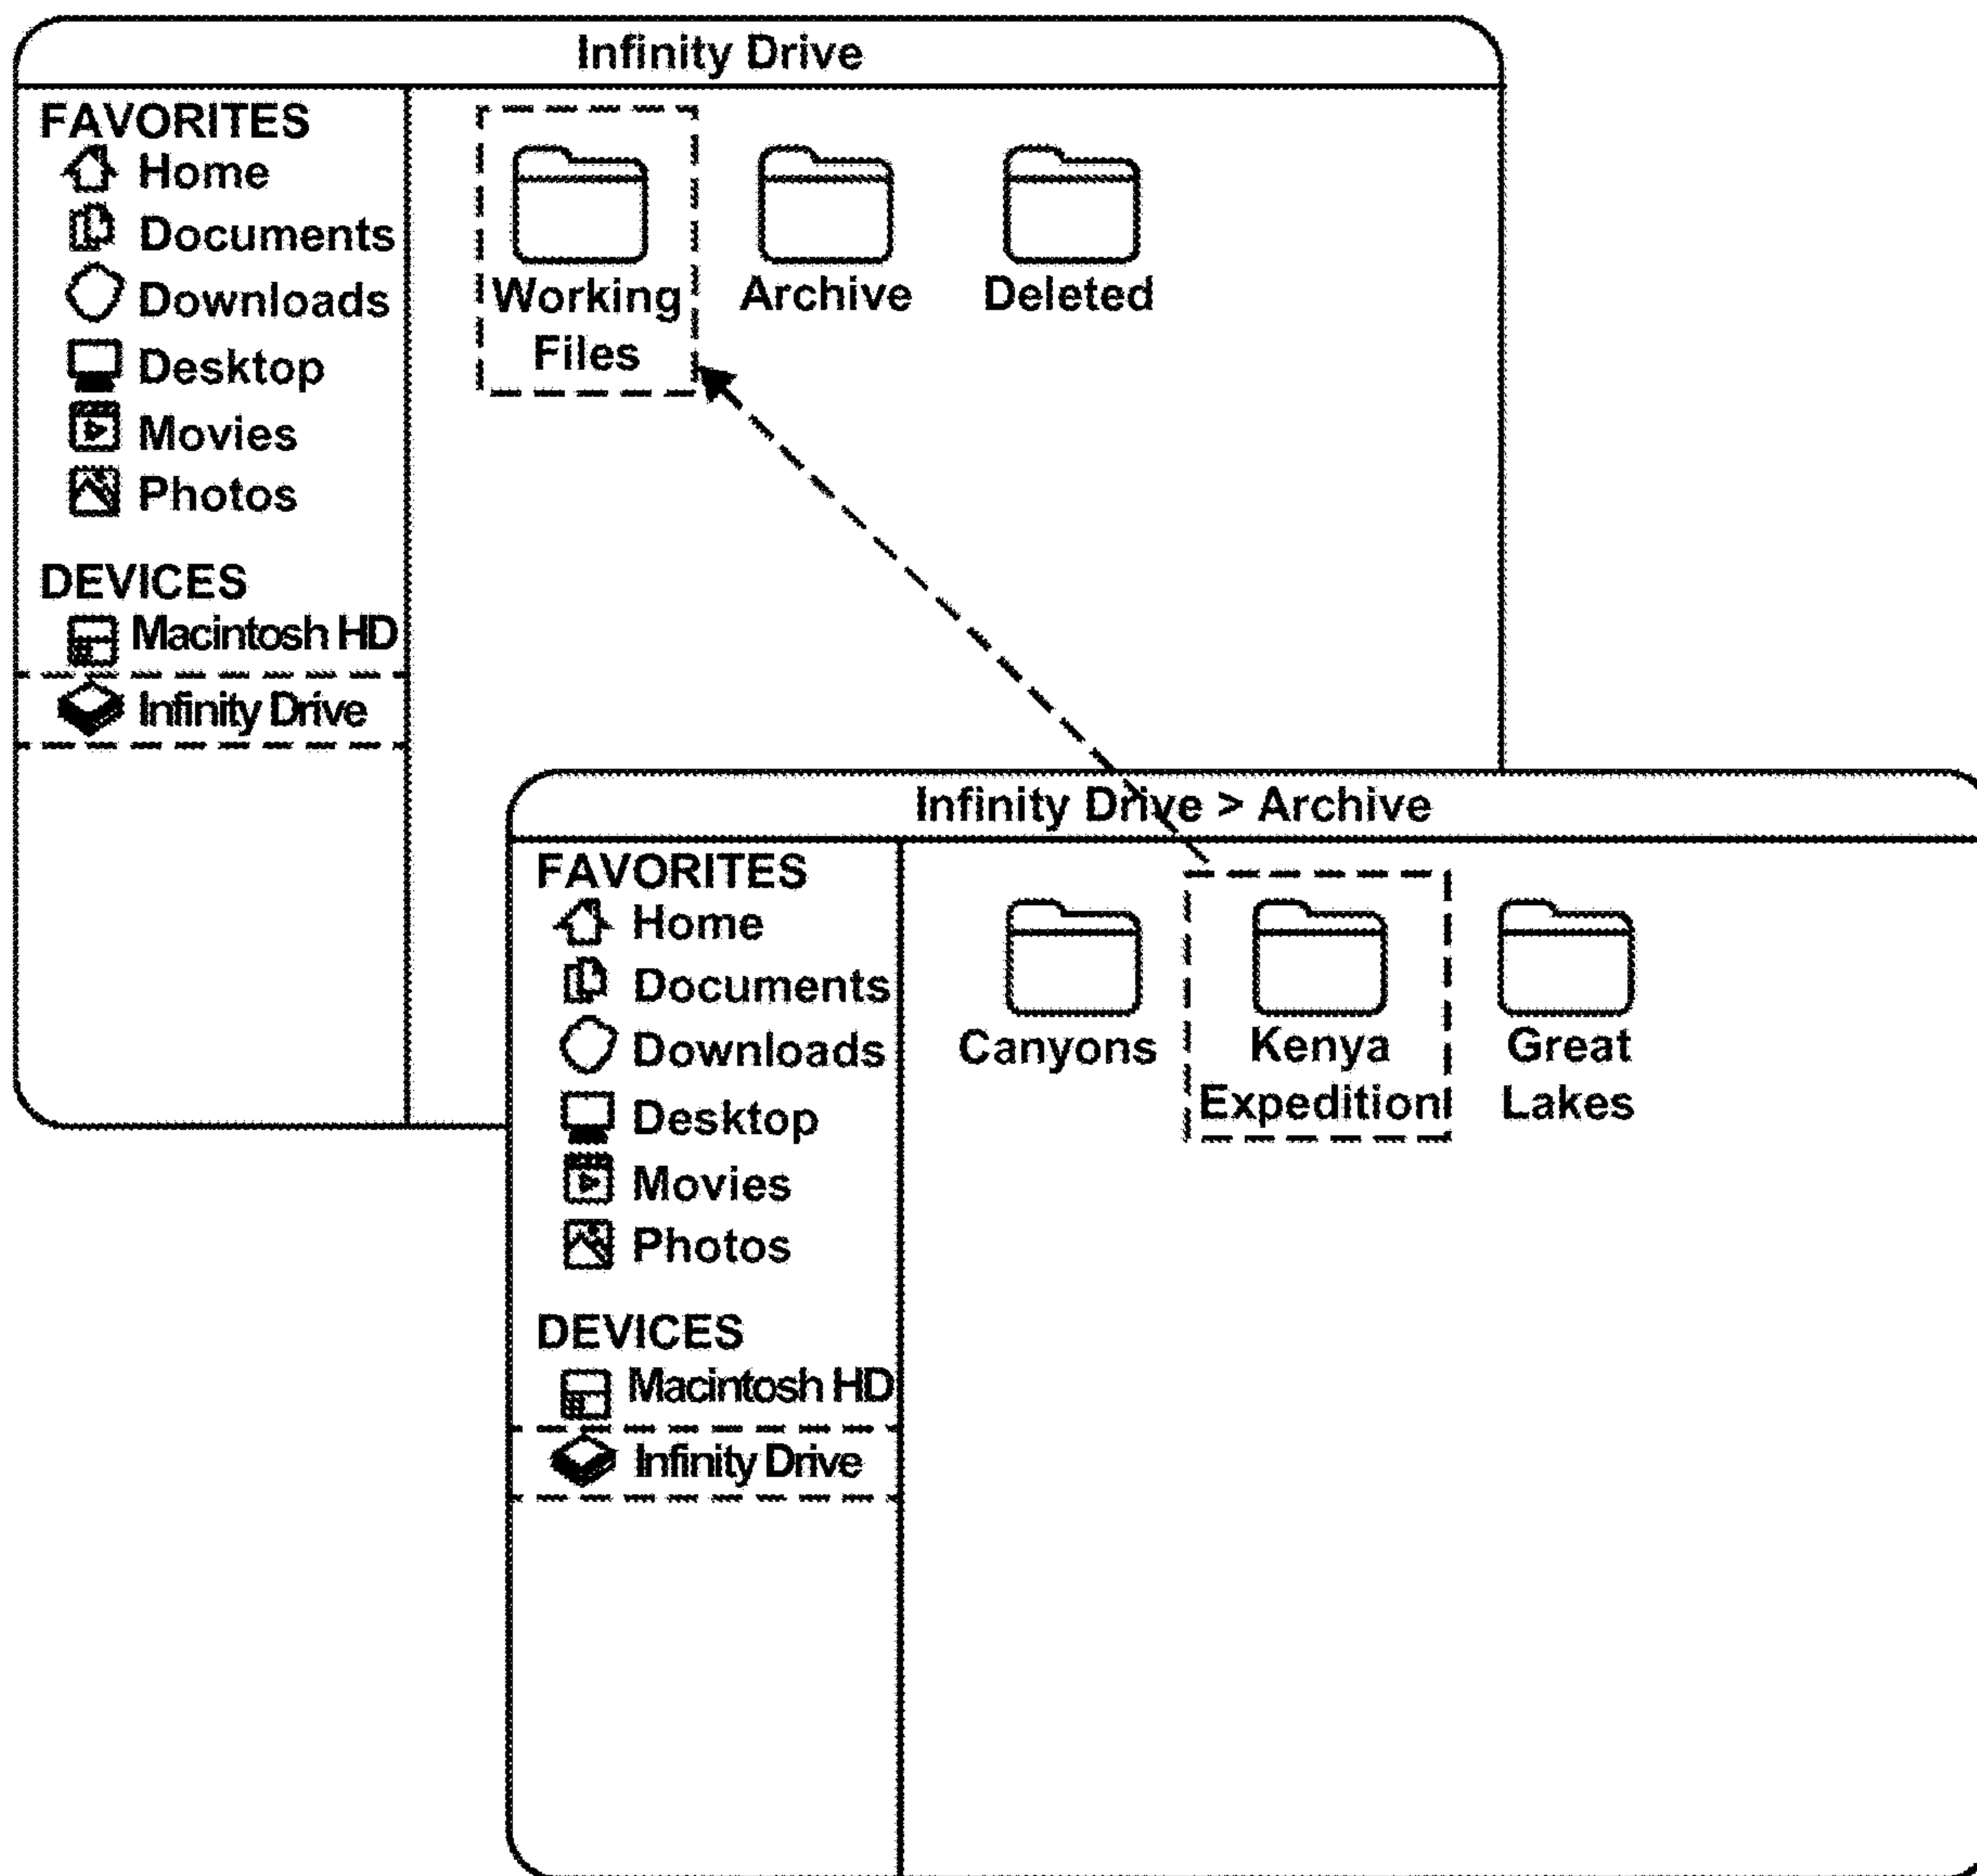 Infinity Drive
FAVORITES
Home
Documents
Downloads
Desktop
Movies
Photos
DEVICES
Macintosh HD
Infinity Drive
Working
Files
Archive
Deleted
Infinity Drive > Archive
FAVORITES
Home
Documents
Downloads
Desktop
Movies
Photos
DEVICES
Macintosh HD
Infinity Drive
Canyons
Kenya
Expedition
Great
Lakes